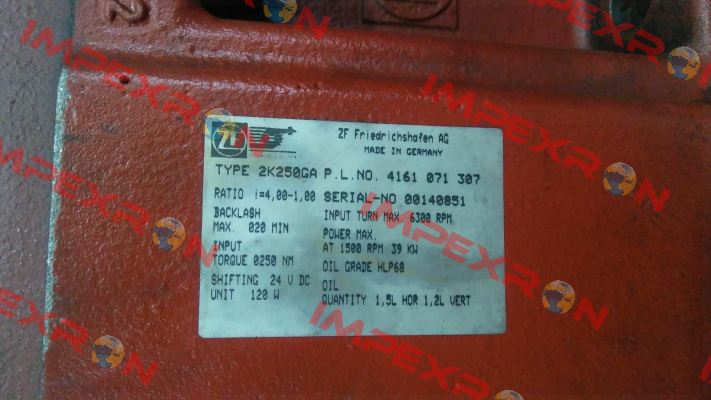 ZF Friedrichshafen AG
MADE IN GERMANY
ZF
TYPE 2K250GA P.L.NO. 4161 071 307
RATIO i=4,00-1,00 SERIAL-NO 00140851
BACKLASH INPUT TURN MAX. 6300 RPM
MAX. 020 MIN POWER MAX.
INPUT AT 1500 RPM 39 KW
TORQUE 0250 NM OIL GRADE HLP68
SHIFTING 24 V DC OIL
UNIT 120 W QUANTITY 1,5L HOR 1,2L VERT
2
IMPEXRON
IMPEXRON
IMPEXRON
IMPEXRON
IMPEXRON